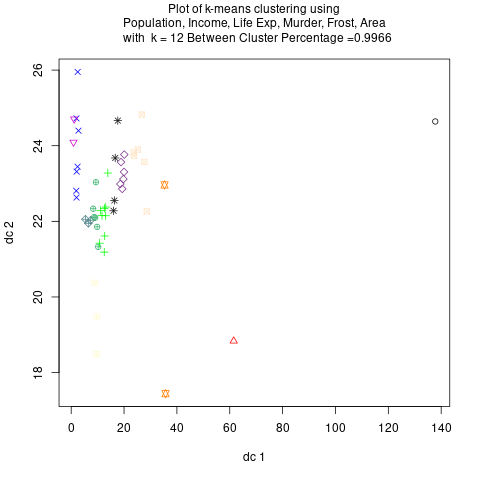 Plot of k-means clustering using
Population, Income, Life Exp, Murder, Frost, Area
with  k = 12 Between Cluster Percentage =0.9966
26
24
22
20
18
dc 2
0 20 40 60 80 100 120 140
dc 1